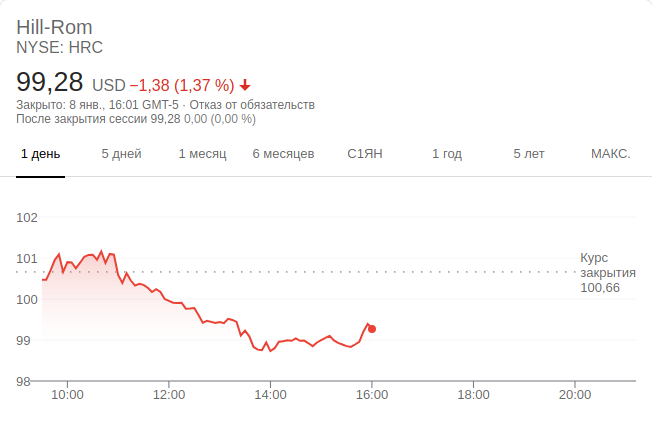 Hill-Rom
NYSE: HRC
99,28 USD −1,38 (1,37 %)
Закрыто: 8 янв., 16:01 GMT-5 · Отказ от обязательств
После закрытия сессии 99,28 0,00 (0,00 %)
1 день 5 дней 1 месяц 6 месяцев С1ЯН 1 год 5 лет МАКС.
102
101
100
99
98
Курс
закрытия
100,66
10:00 12:00 14:00 16:00 18:00 20:00